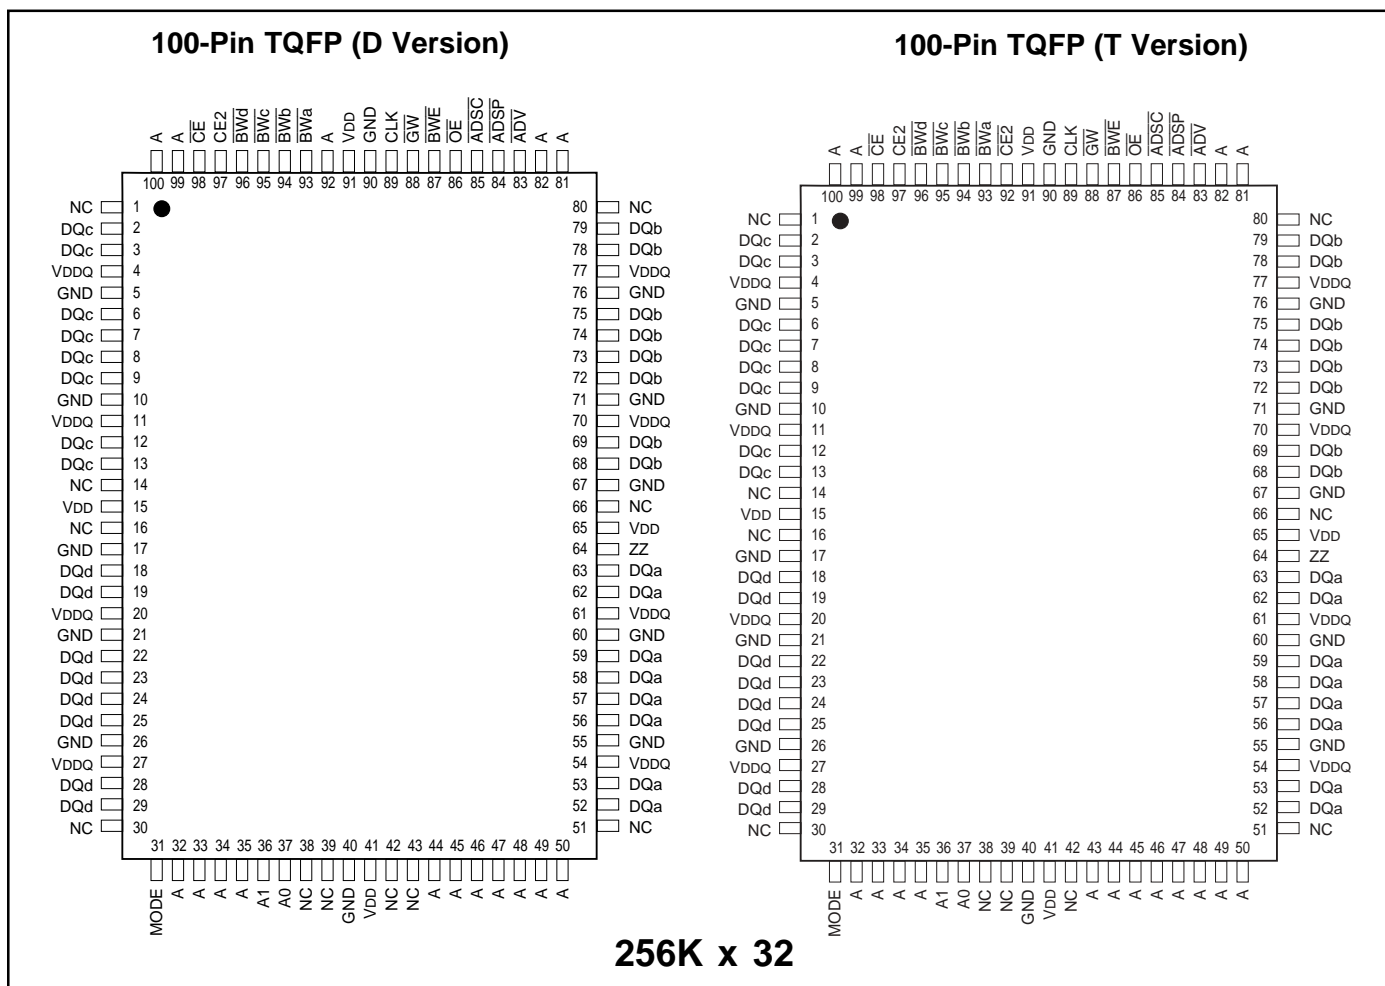 100-Pin TQFP (D Version)
A A CE CE2 BWd BWc BWb BWa A VDD GND CLK GW BWE OE ADSC ADSP ADV A A
100 99 98 97 96 95 94 93 92 91 90 89 88 87 86 85 84 83 82 81
NC 1 80 NC
DQc 2 79 DQb
DQc 3 78 DQb
VDDQ 4 77 VDDQ
GND 5 76 GND
DQc 6 75 DQb
DQc 7 74 DQb
DQc 8 73 DQb
DQc 9 72 DQb
GND 10 71 GND
VDDQ 11 70 VDDQ
DQc 12 69 DQb
DQc 13 68 DQb
NC 14 67 GND
VDD 15 66 NC
NC 16 65 VDD
GND 17 64 ZZ
DQd 18 63 DQa
DQd 19 62 DQa
VDDQ 20 61 VDDQ
GND 21 60 GND
DQd 22 59 DQa
DQd 23 58 DQa
DQd 24 57 DQa
DQd 25 56 DQa
GND 26 55 GND
VDDQ 27 54 VDDQ
DQd 28 53 DQa
DQd 29 52 DQa
NC 30 51 NC
31 32 33 34 35 36 37 38 39 40 41 42 43 44 45 46 47 48 49 50
MODE A A A A A1 A0 NC NC GND VDD NC NC A A A A A A A
100-Pin TQFP (T Version)
A A CE CE2 BWd BWc BWb BWa CE2 VDD GND CLK GW BWE OE ADSC ADSP ADV A A
100 99 98 97 96 95 94 93 92 91 90 89 88 87 86 85 84 83 82 81
NC 1 80 NC
DQc 2 79 DQb
DQc 3 78 DQb
VDDQ 4 77 VDDQ
GND 5 76 GND
DQc 6 75 DQb
DQc 7 74 DQb
DQc 8 73 DQb
DQc 9 72 DQb
GND 10 71 GND
VDDQ 11 70 VDDQ
DQc 12 69 DQb
DQc 13 68 DQb
NC 14 67 GND
VDD 15 66 NC
NC 16 65 VDD
GND 17 64 ZZ
DQd 18 63 DQa
DQd 19 62 DQa
VDDQ 20 61 VDDQ
GND 21 60 GND
DQd 22 59 DQa
DQd 23 58 DQa
DQd 24 57 DQa
DQd 25 56 DQa
GND 26 55 GND
VDDQ 27 54 VDDQ
DQd 28 53 DQa
DQd 29 52 DQa
NC 30 51 NC
31 32 33 34 35 36 37 38 39 40 41 42 43 44 45 46 47 48 49 50
MODE A A A A A1 A0 NC NC GND VDD NC A A A A A A A A
256K x 32